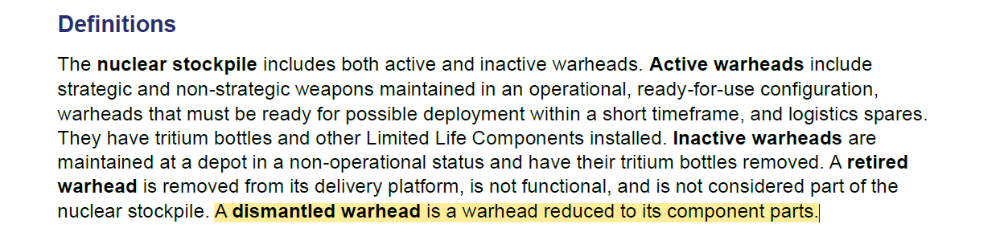 Definitions
The nuclear stockpile includes both active and inactive warheads. Active warheads include
strategic and non-strategic weapons maintained in an operational, ready-for-use configuration,
warheads that must be ready for possible deployment within a short timeframe, and logistics spares.
They have tritium bottles and other Limited Life Components installed. Inactive warheads are
maintained at a depot in a non-operational status and have their tritium bottles removed. A retired
warhead is removed from its delivery platform, is not functional, and is not considered part of the
nuclear stockpile. A dismantled warhead is a warhead reduced to its component parts.